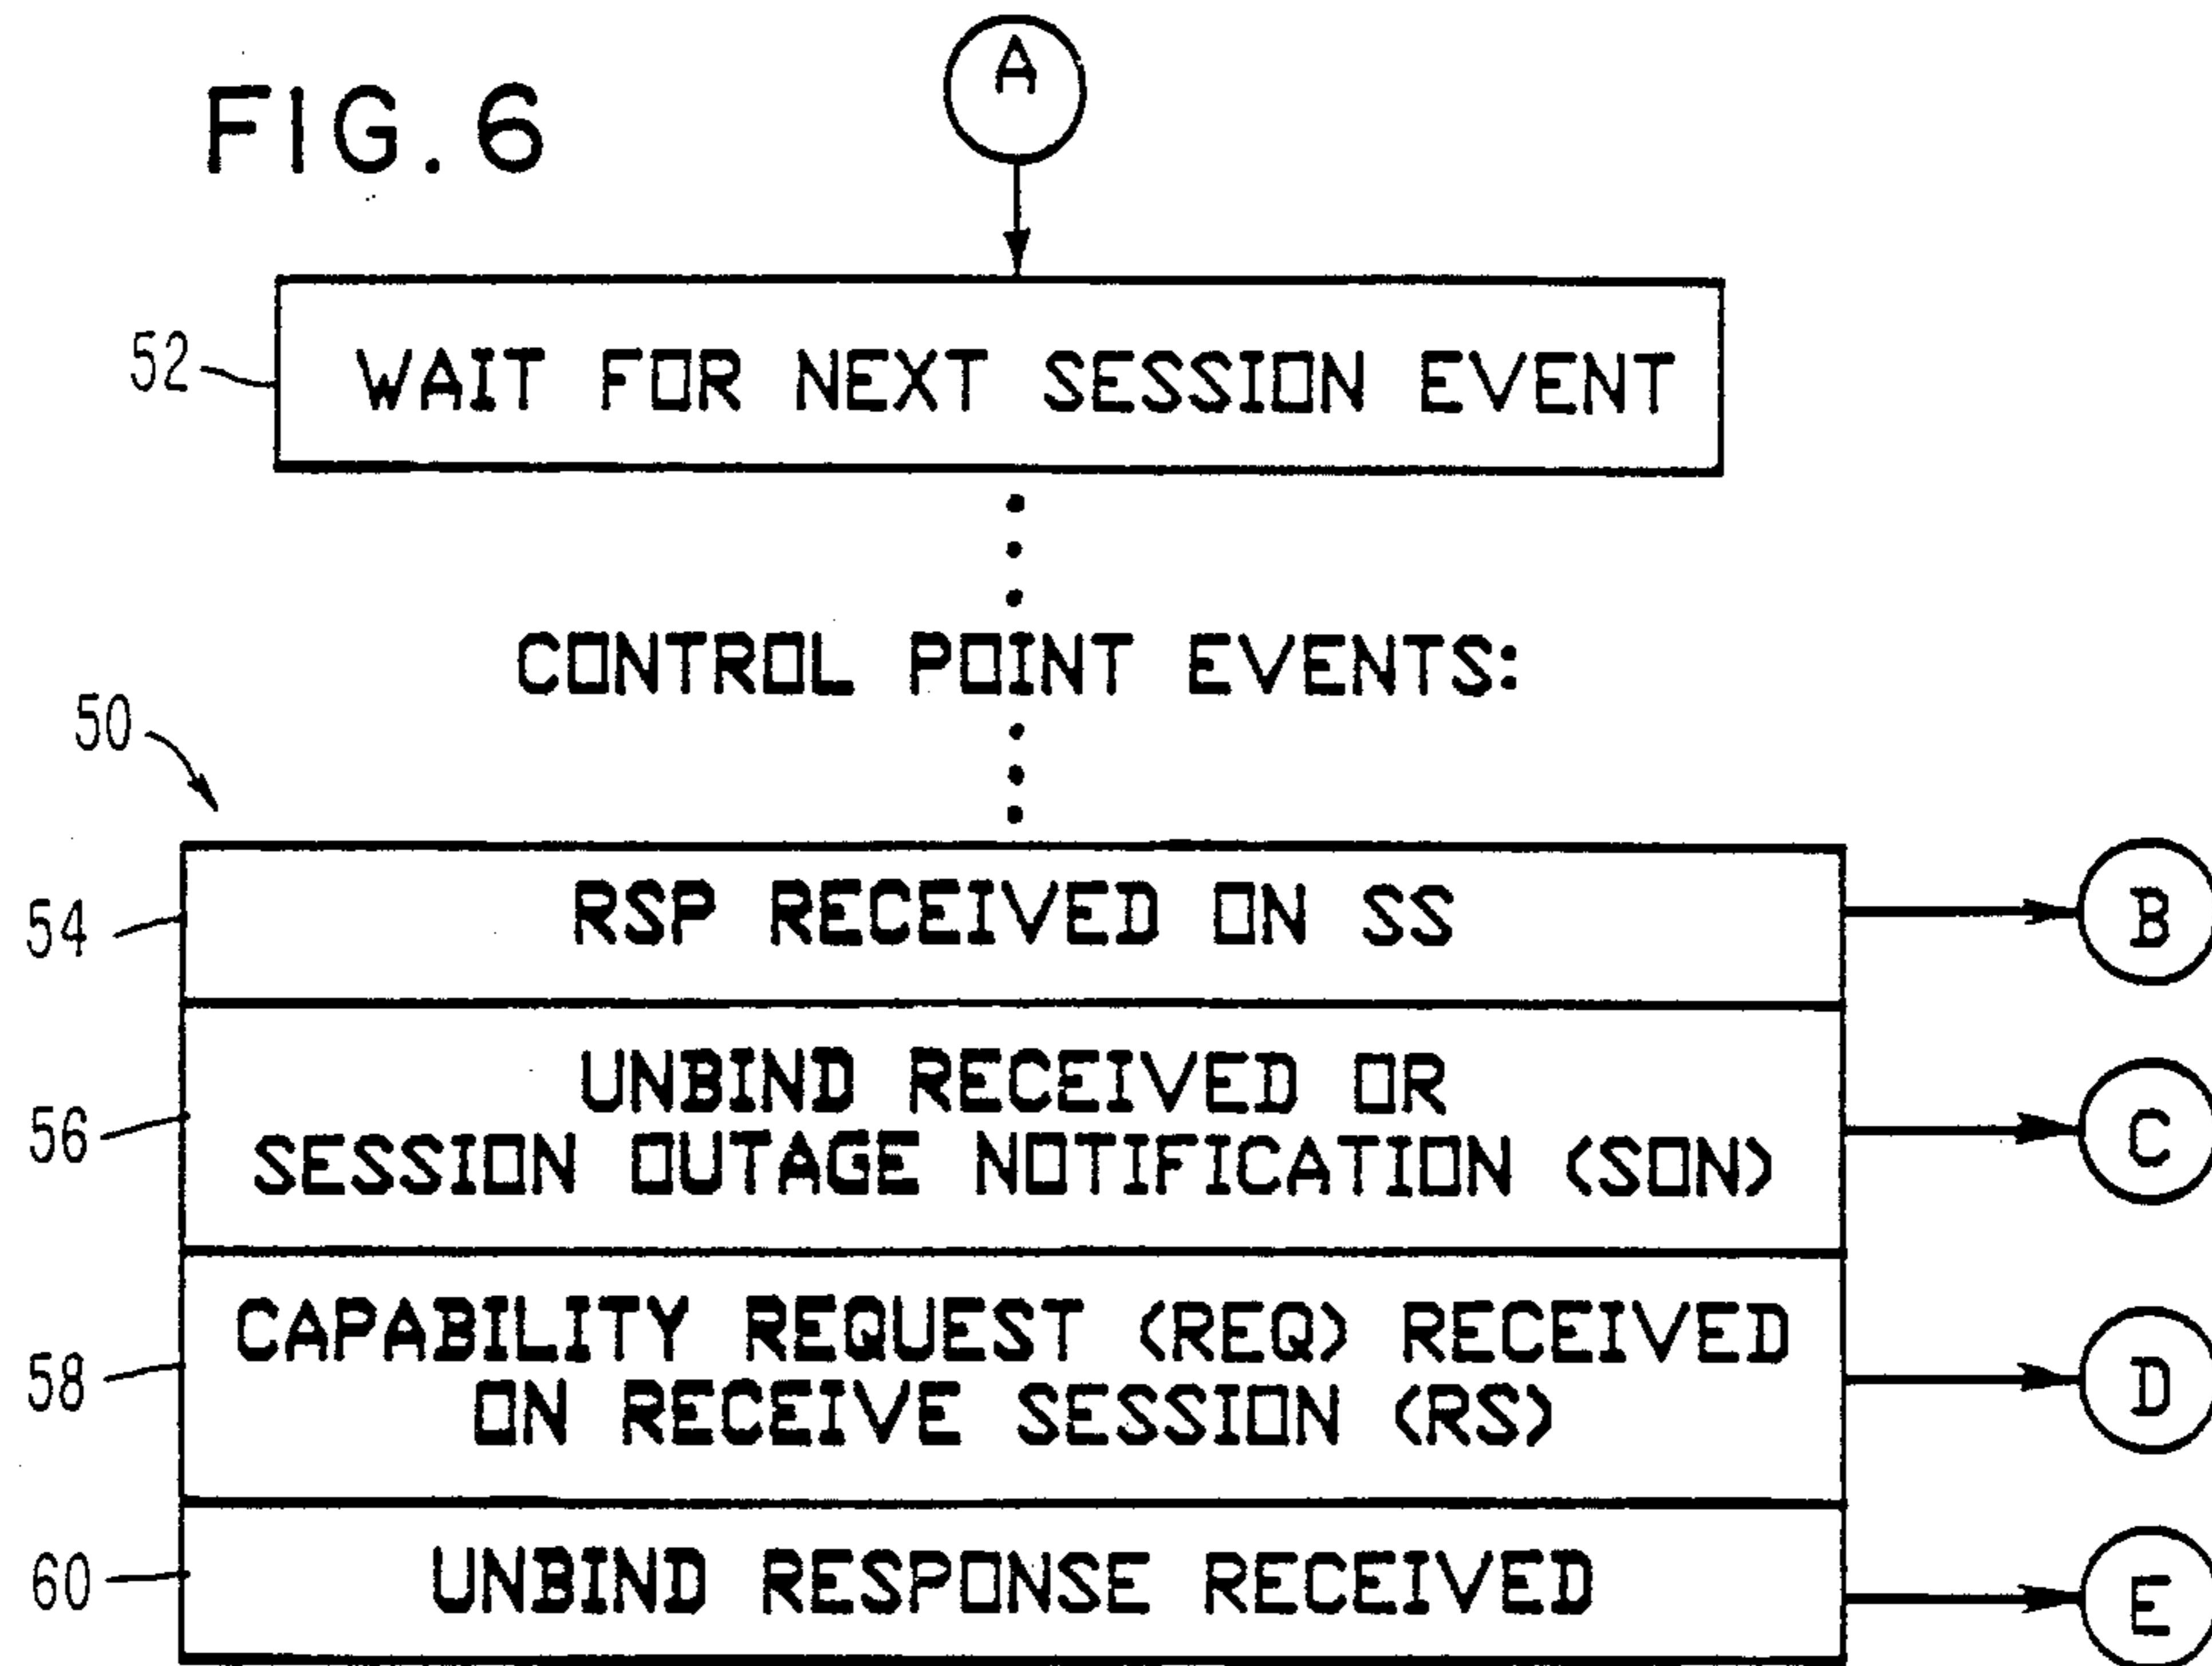 FIG. 6
A
52
WAIT FOR NEXT SESSION EVENT
CONTROL POINT EVENTS:
50
54
RSP RECEIVED ON SS
B
56
UNBIND RECEIVED OR
SESSION OUTAGE NOTIFICATION (SON)
C
58
CAPABILITY REQUEST (REQ) RECEIVED
ON RECEIVE SESSION (RS)
D
60
UNBIND RESPONSE RECEIVED
E